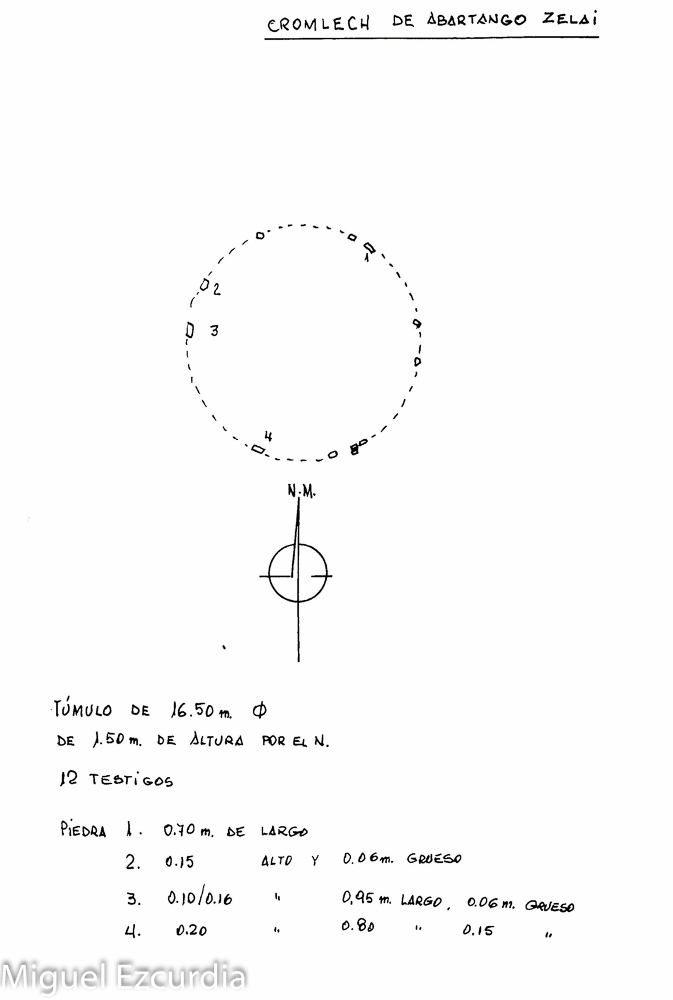 CROMLECH DE ABARTANGO ZELAi
1
2
3
4
N.M.
TÚMULO DE 16.50 m. Φ
DE 1.50 m. DE ALTURA POR EL N.
12 TESTiGOS
PiEDRA 1. 0.70 m. DE LARGO
2. 0.15 ALTO Y 0.06 m. GRUESO
3. 0.10/0.16 " 0,95 m. LARGO, 0.06 m. GRUESO
4. 0.20 " 0.80 " 0.15 "
Miguel Ezcurdia